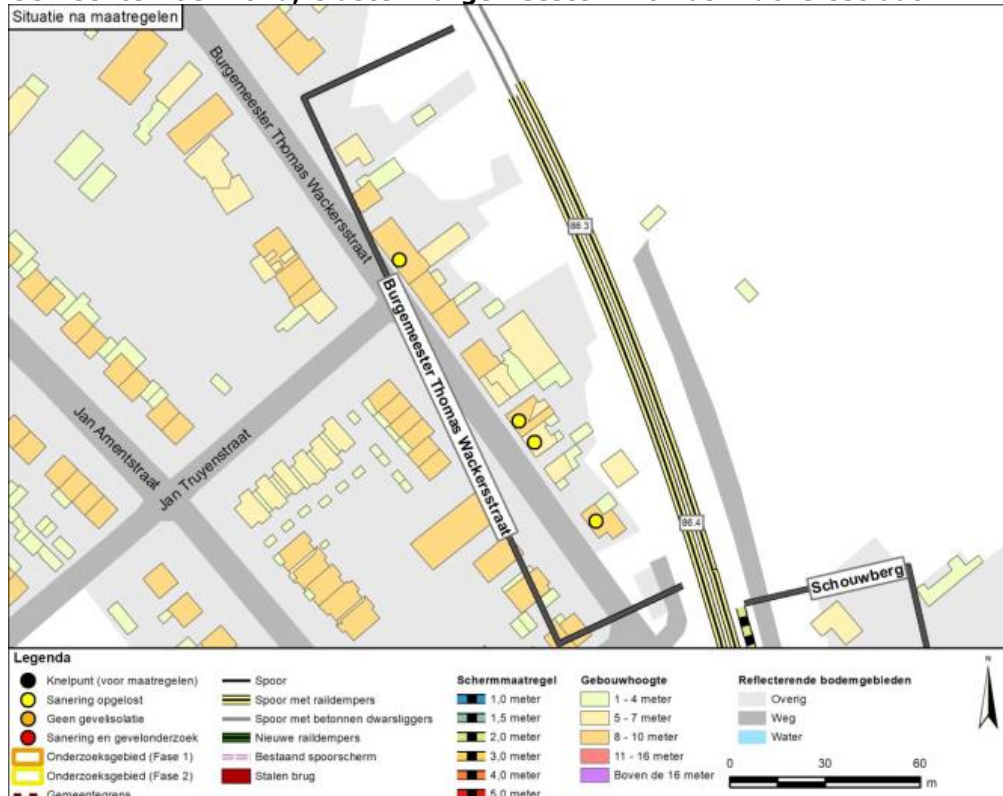 Situatie na maatregelen
Burgemeester Thomas Wackersstraat
86.3
Burgemeester Thomas Wackersstraat
Jan Amentstraat
Jan Truyenstraat
86.4
Schouwberg
Legenda
Knelpunt (voor maatregelen)
Sanering opgelost
Geen gevelisolatie
Sanering en gevelonderzoek
Onderzoeksgebied (Fase 1)
Onderzoeksgebied (Fase 2)
Gemeentegrens
Spoor
Spoor met raildempers
Spoor met betonnen dwarsliggers
Nieuwe raildempers
Bestaand spoorscherm
Stalen brug
Schermmaatregel
1,0 meter
1,5 meter
2,0 meter
3,0 meter
4,0 meter
5,0 meter
Gebouwhoogte
1 - 4 meter
5 - 7 meter
8 - 10 meter
11 - 16 meter
Boven de 16 meter
Reflecterende bodemgebieden
Overig
Weg
Water
N
0 30 60
m